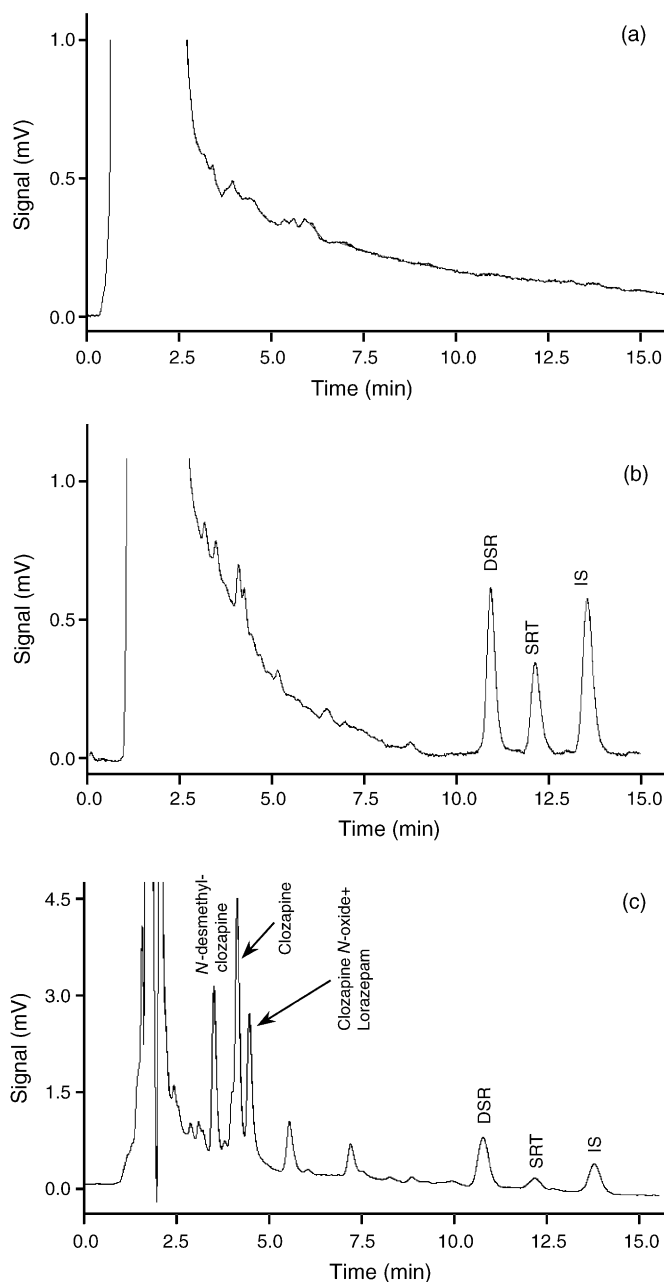 (a)
1.0
0.5
0.0
Signal (mV)
0.0 2.5 5.0 7.5 10.0 12.5 15.0
Time (min)
(b)
1.0
0.5
0.0
Signal (mV)
DSR
SRT
IS
0.0 2.5 5.0 7.5 10.0 12.5 15.0
Time (min)
(c)
4.5
3.0
1.5
0.0
Signal (mV)
N-desmethyl-
clozapine
Clozapine
Clozapine N-oxide+
Lorazepam
DSR
SRT
IS
0.0 2.5 5.0 7.5 10.0 12.5 15.0
Time (min)